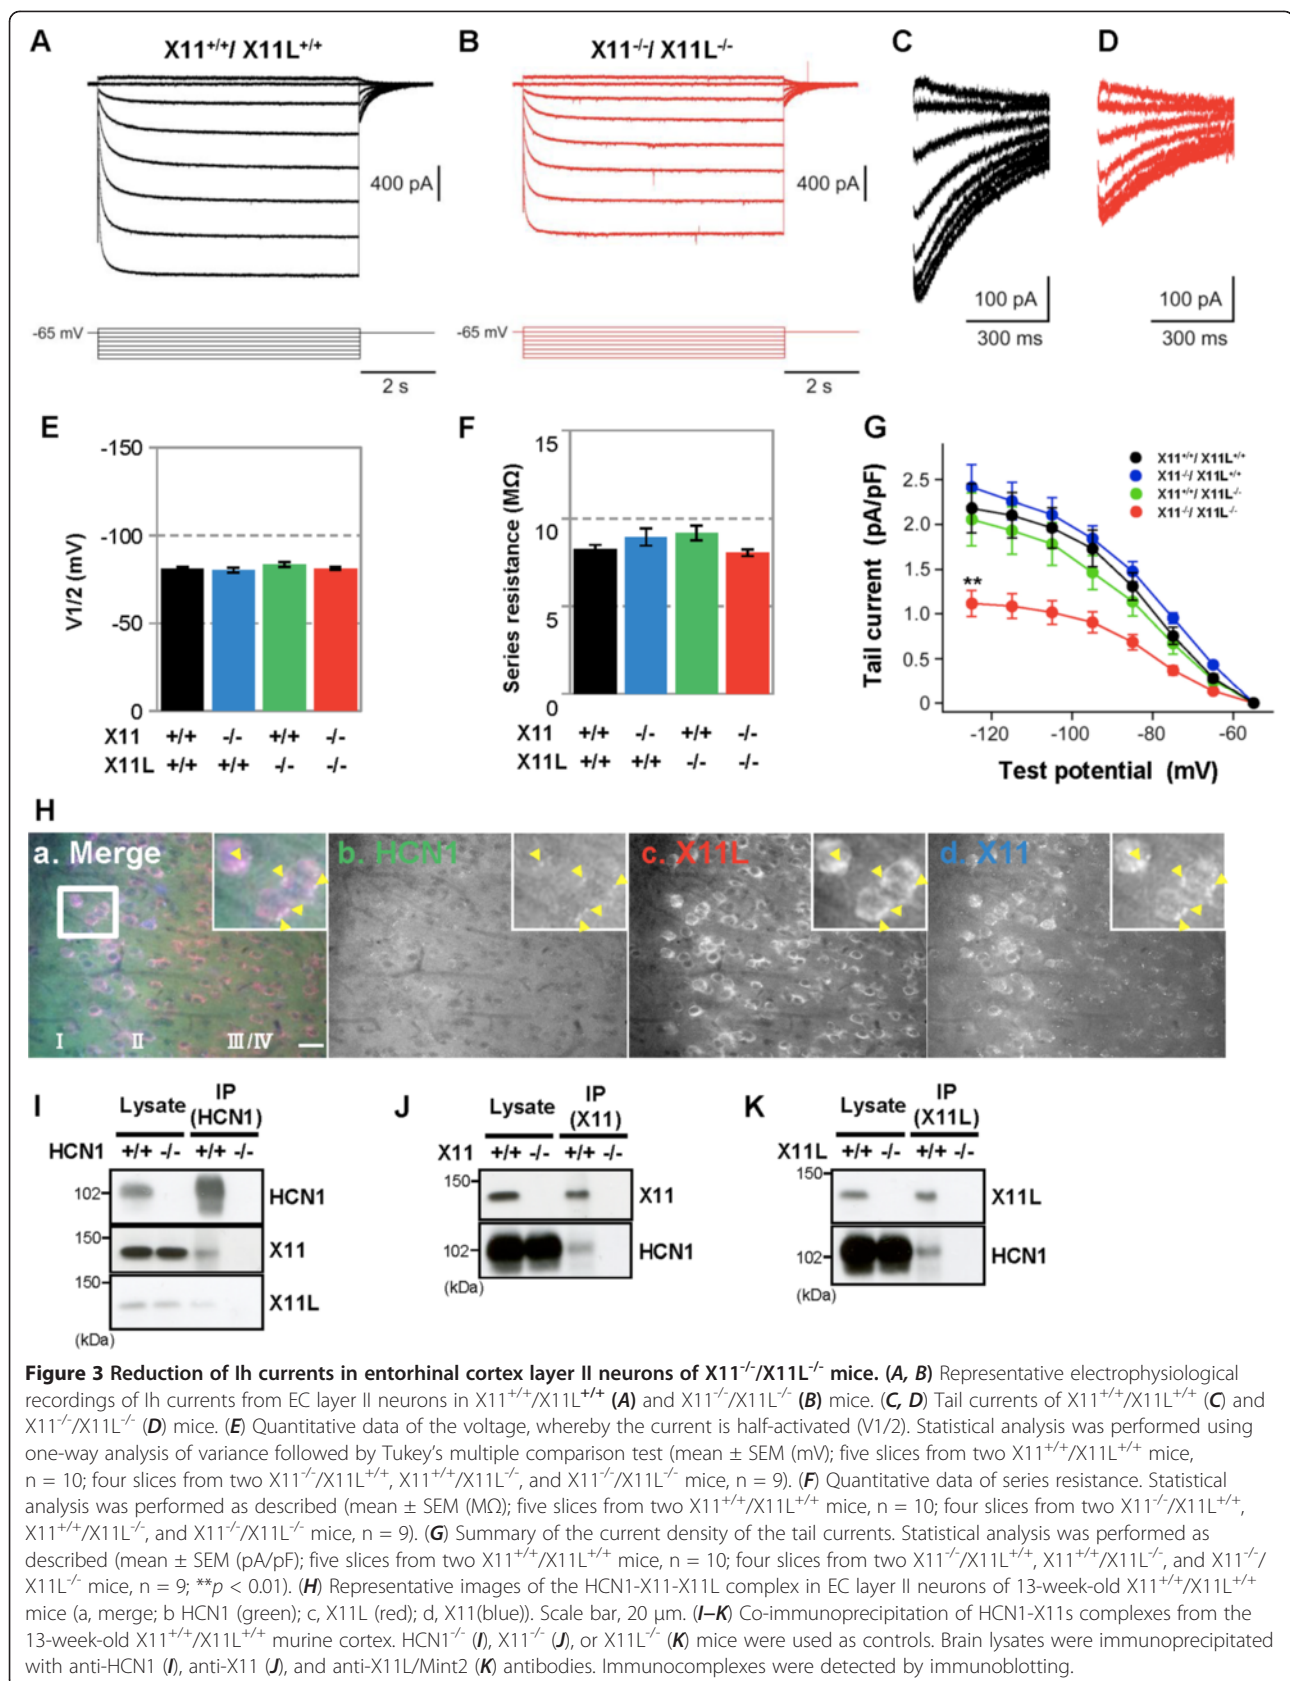 A
X11+/+/ X11L+/+
B
X11-/-/ X11L-/-
C
D
400 pA
400 pA
100 pA
300 ms
100 pA
300 ms
-65 mV
2 s
-65 mV
2 s
E
-150
-100
-50
0
V1/2 (mV)
X11 +/+ -/- +/+ -/-
X11L +/+ +/+ -/- -/-
F
15
10
5
0
Series resistance (MΩ)
X11 +/+ -/- +/+ -/-
X11L +/+ +/+ -/- -/-
G
X11+/+/ X11L+/+
X11-/-/ X11L+/+
X11+/+/ X11L-/-
X11-/-/ X11L-/-
2.5
2.0
1.5
1.0
0.5
0
**
Tail current (pA/pF)
-120 -100 -80 -60
Test potential (mV)
H
a. Merge
b. HCN1
c. X11L
d. X11
I II III/IV
I
Lysate IP (HCN1)
HCN1 +/+ -/- +/+ -/-
102 HCN1
150 X11
150 X11L
(kDa)
J
Lysate IP (X11)
X11 +/+ -/- +/+ -/-
150 X11
102 HCN1
(kDa)
K
Lysate IP (X11L)
X11L +/+ -/- +/+ -/-
150 X11L
102 HCN1
(kDa)
Figure 3 Reduction of Ih currents in entorhinal cortex layer II neurons of X11-/-/X11L-/- mice. (A, B) Representative electrophysiological
recordings of Ih currents from EC layer II neurons in X11+/+/X11L+/+ (A) and X11-/-/X11L-/- (B) mice. (C, D) Tail currents of X11+/+/X11L+/+ (C) and
X11-/-/X11L-/- (D) mice. (E) Quantitative data of the voltage, whereby the current is half-activated (V1/2). Statistical analysis was performed using
one-way analysis of variance followed by Tukey's multiple comparison test (mean ± SEM (mV); five slices from two X11+/+/X11L+/+ mice,
n = 10; four slices from two X11-/-/X11L+/+, X11+/+/X11L-/-, and X11-/-/X11L-/- mice, n = 9). (F) Quantitative data of series resistance. Statistical
analysis was performed as described (mean ± SEM (MΩ); five slices from two X11+/+/X11L+/+ mice, n = 10; four slices from two X11-/-/X11L+/+,
X11+/+/X11L-/-, and X11-/-/X11L-/- mice, n = 9). (G) Summary of the current density of the tail currents. Statistical analysis was performed as
described (mean ± SEM (pA/pF); five slices from two X11+/+/X11L+/+ mice, n = 10; four slices from two X11-/-/X11L+/+, X11+/+/X11L-/-, and X11-/-/
X11L-/- mice, n = 9; **p < 0.01). (H) Representative images of the HCN1-X11-X11L complex in EC layer II neurons of 13-week-old X11+/+/X11L+/+
mice (a, merge; b HCN1 (green); c, X11L (red); d, X11(blue)). Scale bar, 20 μm. (I–K) Co-immunoprecipitation of HCN1-X11s complexes from the
13-week-old X11+/+/X11L+/+ murine cortex. HCN1-/- (I), X11-/- (J), or X11L-/- (K) mice were used as controls. Brain lysates were immunoprecipitated
with anti-HCN1 (I), anti-X11 (J), and anti-X11L/Mint2 (K) antibodies. Immunocomplexes were detected by immunoblotting.